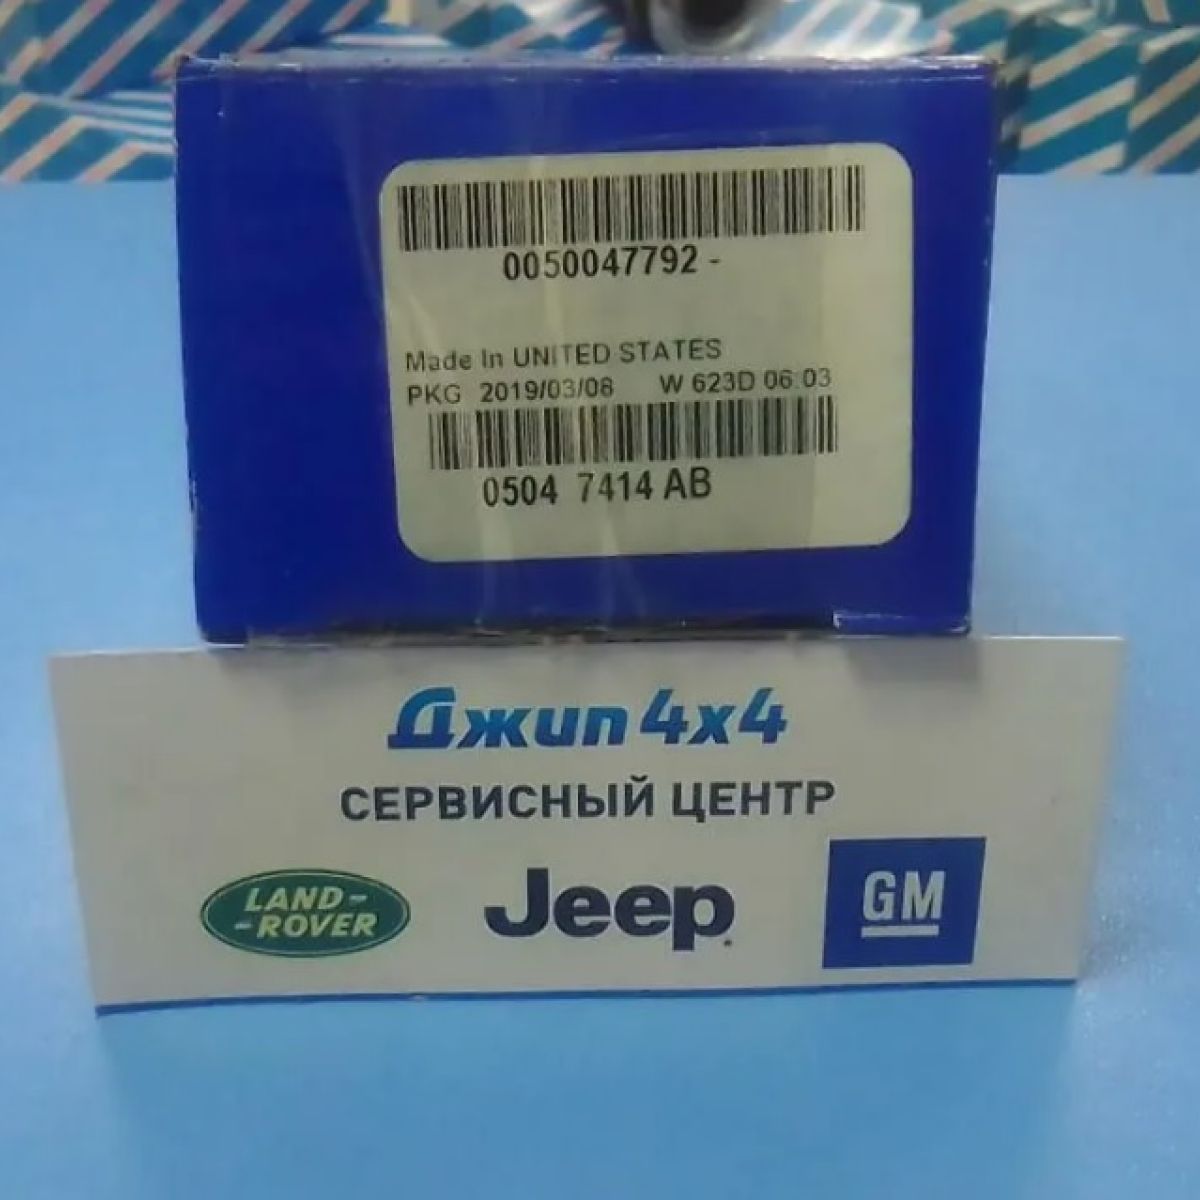 0050047792 -
Made In UNITED STATES
PKG 2019/03/08 W 623D 06:03
0504 7414 AB
Джип 4x4
СЕРВИСНЫЙ ЦЕНТР
LAND-
-ROVER
Jeep
GM